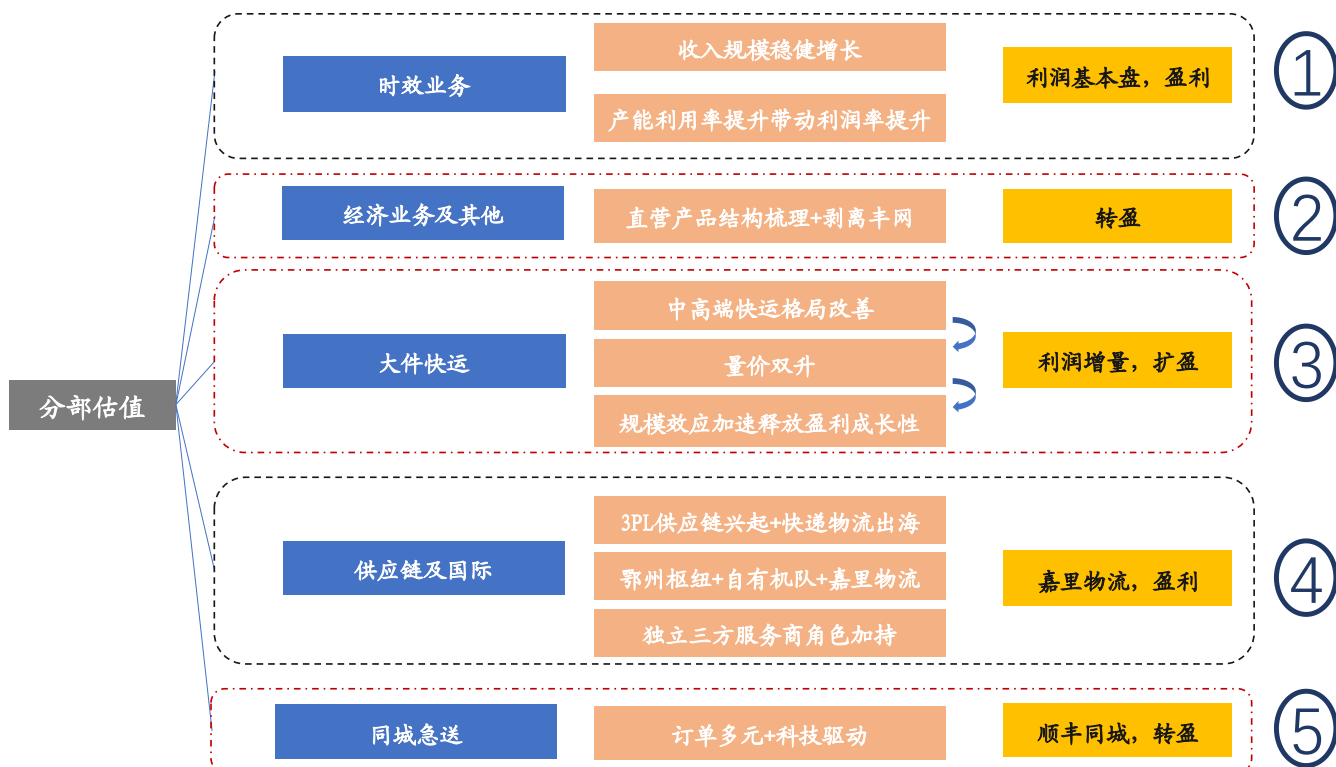 分部估值
时效业务
收入规模稳健增长
产能利用率提升带动利润率提升
利润基本盘，盈利
①
经济业务及其他
直营产品结构梳理+剥离丰网
转盈
②
大件快运
中高端快运格局改善
量价双升
规模效应加速释放盈利成长性
利润增量，扩盈
③
供应链及国际
3PL供应链兴起+快递物流出海
鄂州枢纽+自有机队+嘉里物流
独立三方服务商角色加持
嘉里物流，盈利
④
同城急送
订单多元+科技驱动
顺丰同城，转盈
⑤